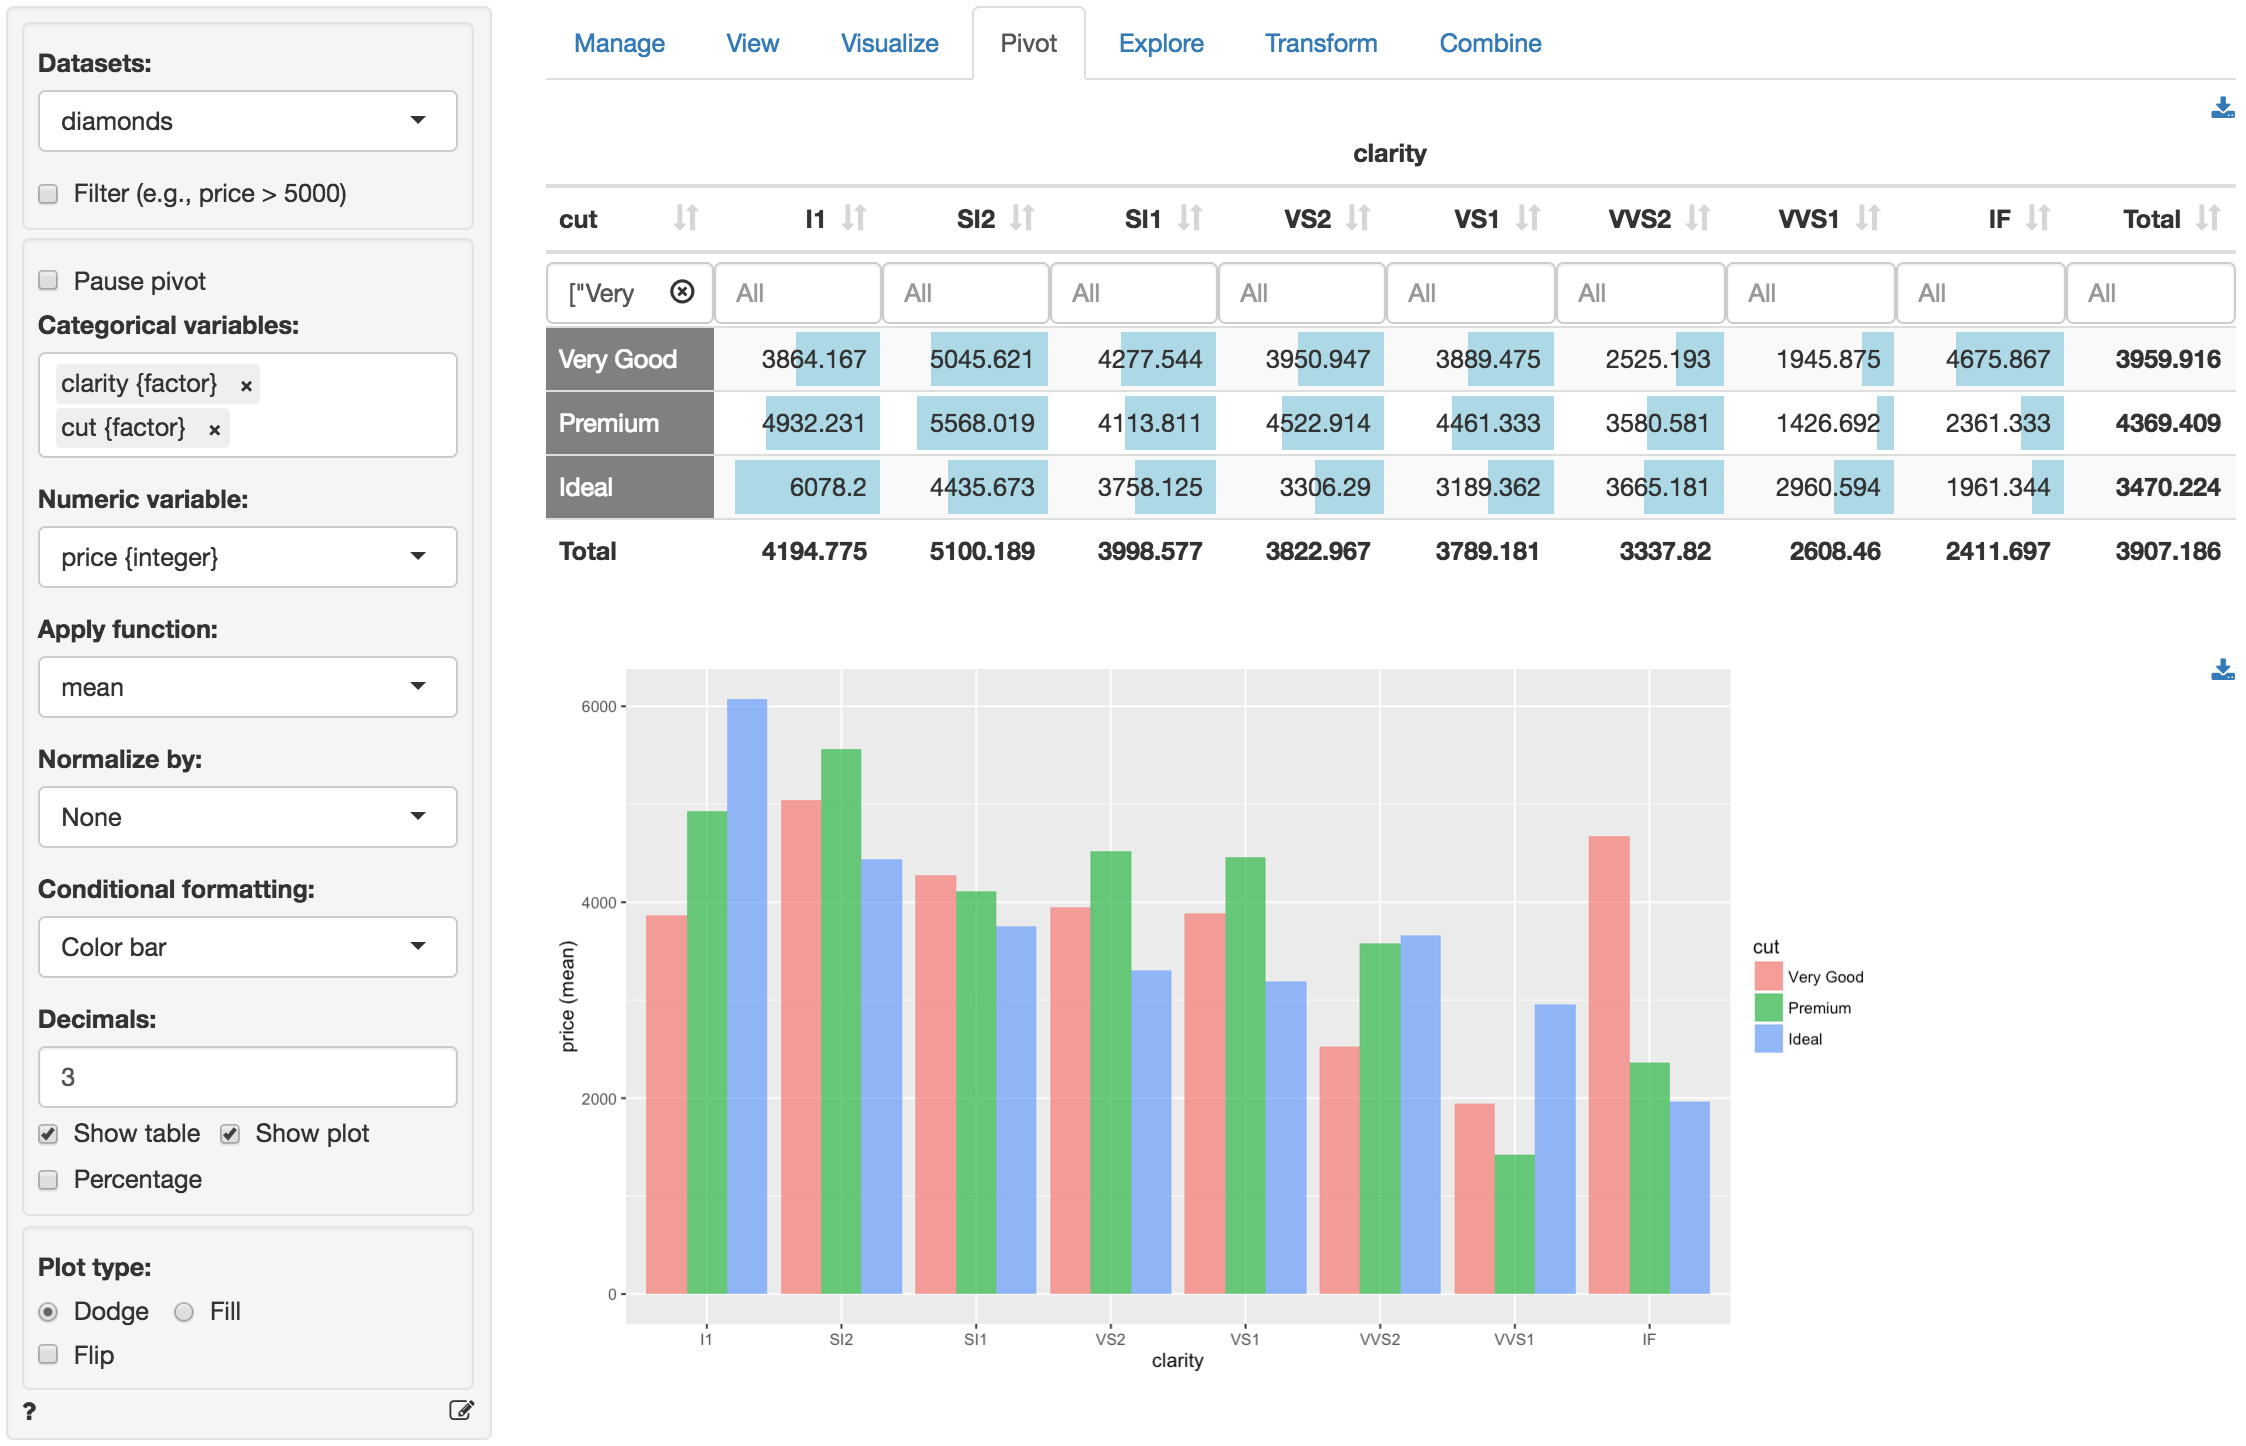 Datasets:
diamonds
Filter (e.g., price > 5000)
Pause pivot
Categorical variables:
clarity {factor} ×
cut {factor} ×
Numeric variable:
price {integer}
Apply function:
mean
Normalize by:
None
Conditional formatting:
Color bar
Decimals:
3
Show table Show plot
Percentage
Plot type:
Dodge Fill
Flip
?
Manage View Visualize Pivot Explore Transform Combine
clarity
cut I1 SI2 SI1 VS2 VS1 VVS2 VVS1 IF Total
["Very All All All All All All All All All
Very Good 3864.167 5045.621 4277.544 3950.947 3889.475 2525.193 1945.875 4675.867 3959.916
Premium 4932.231 5568.019 4113.811 4522.914 4461.333 3580.581 1426.692 2361.333 4369.409
Ideal 6078.2 4435.673 3758.125 3306.29 3189.362 3665.181 2960.594 1961.344 3470.224
Total 4194.775 5100.189 3998.577 3822.967 3789.181 3337.82 2608.46 2411.697 3907.186
price (mean)
6000
4000
2000
0
I1 SI2 SI1 VS2 VS1 VVS2 VVS1 IF
clarity
cut
Very Good
Premium
Ideal